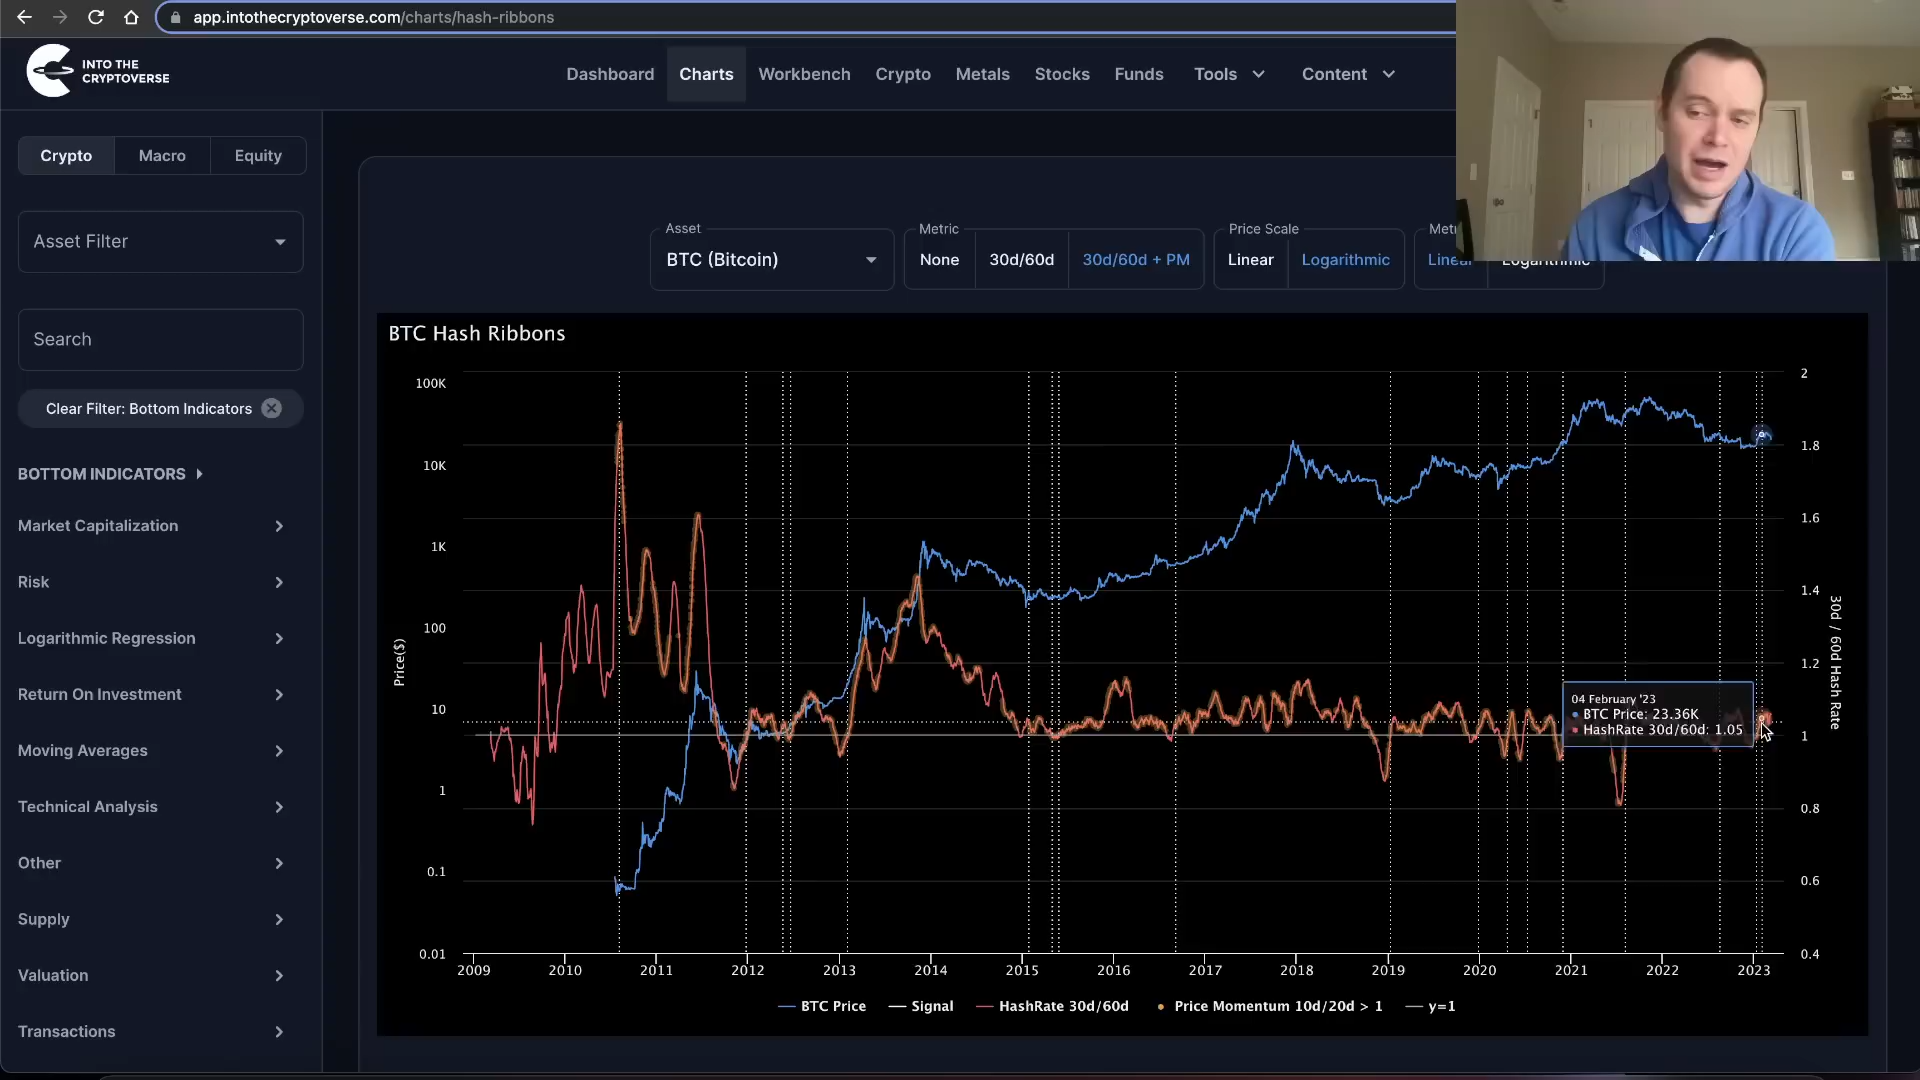 app.intothecryptoverse.com/charts/hash-ribbons
INTO THE
CRYPTOVERSE
Dashboard Charts Workbench Crypto Metals Stocks Funds Tools Content
Crypto Macro Equity
Asset Filter
Search
Clear Filter: Bottom Indicators
BOTTOM INDICATORS
Market Capitalization
Risk
Logarithmic Regression
Return On Investment
Moving Averages
Technical Analysis
Other
Supply
Valuation
Transactions
Asset
BTC (Bitcoin)
Metric
None 30d/60d 30d/60d + PM
Price Scale
Linear Logarithmic
Linear Logarithmic
BTC Hash Ribbons
100K
10K
1K
100
10
1
0.1
0.01
Price($)
2
1.8
1.6
1.4
1.2
1
0.8
0.6
0.4
30d / 60d Hash Rate
04 February '23
BTC Price: 23.36K
HashRate 30d/60d: 1.05
2009 2010 2011 2012 2013 2014 2015 2016 2017 2018 2019 2020 2021 2022 2023
BTC Price Signal HashRate 30d/60d Price Momentum 10d/20d > 1 y=1